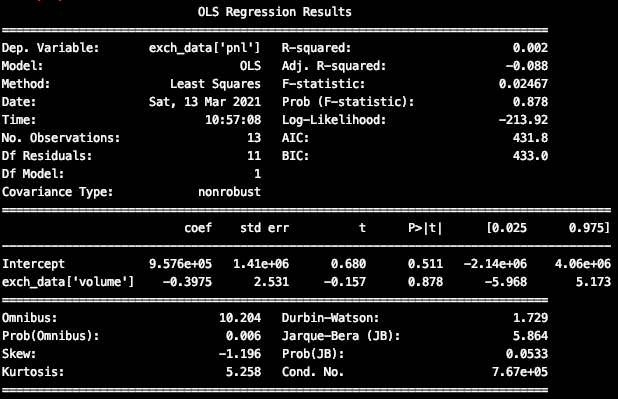 OLS Regression Results
Dep. Variable: exch_data['pnl'] R-squared: 0.002
Model: OLS Adj. R-squared: -0.088
Method: Least Squares F-statistic: 0.02467
Date: Sat, 13 Mar 2021 Prob (F-statistic): 0.878
Time: 10:57:08 Log-Likelihood: -213.92
No. Observations: 13 AIC: 431.8
Df Residuals: 11 BIC: 433.0
Df Model: 1
Covariance Type: nonrobust
coef std err t P>|t| [0.025 0.975]
Intercept 9.576e+05 1.41e+06 0.680 0.511 -2.14e+06 4.06e+06
exch_data['volume'] -0.3975 2.531 -0.157 0.878 -5.968 5.173
Omnibus: 10.204 Durbin-Watson: 1.729
Prob(Omnibus): 0.006 Jarque-Bera (JB): 5.864
Skew: -1.196 Prob(JB): 0.0533
Kurtosis: 5.258 Cond. No. 7.67e+05